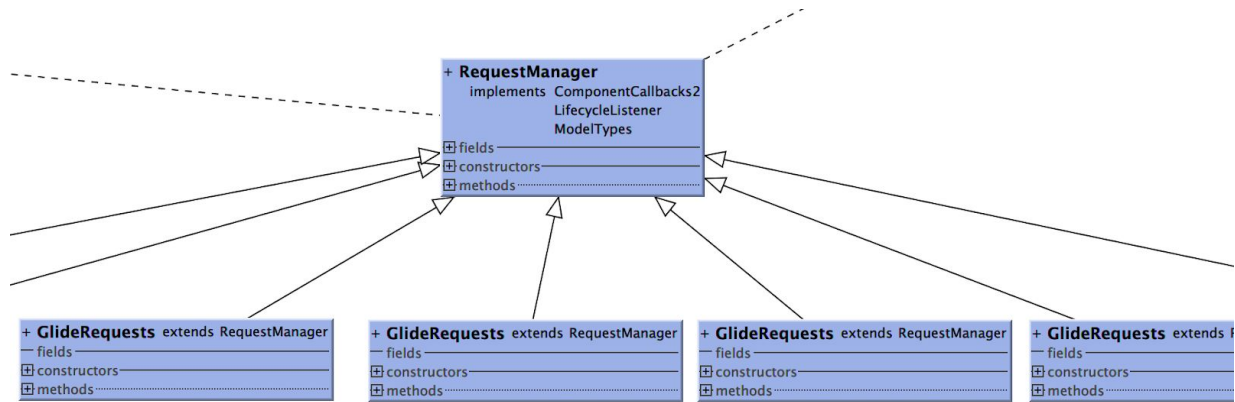 + RequestManager
implements ComponentCallbacks2
LifecycleListener
ModelTypes
+ fields
+ constructors
+ methods
+ GlideRequests extends RequestManager
fields
+ constructors
+ methods
+ GlideRequests extends RequestManager
fields
+ constructors
+ methods
+ GlideRequests extends RequestManager
fields
+ constructors
+ methods
+ GlideRequests extends
fields
+ constructors
+ methods